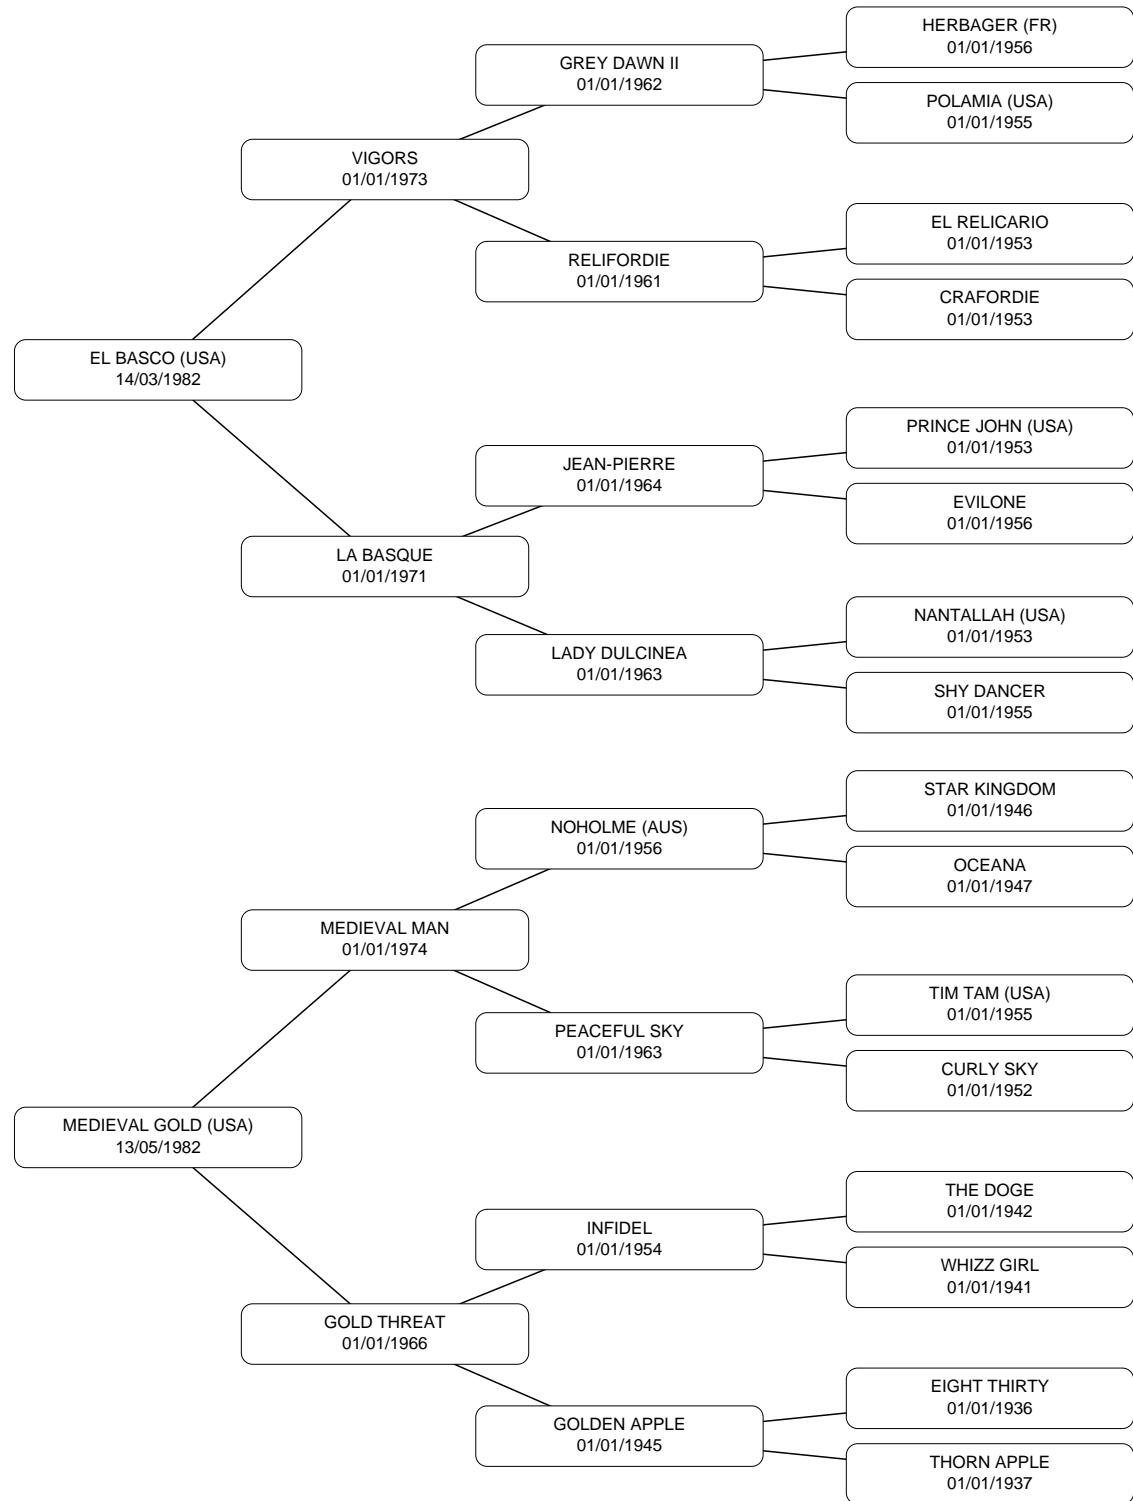 HERBAGER (FR)
01/01/1956
GREY DAWN II
01/01/1962
POLAMIA (USA)
01/01/1955
VIGORS
01/01/1973
EL RELICARIO
01/01/1953
RELIFORDIE
01/01/1961
CRAFORDIE
01/01/1953
EL BASCO (USA)
14/03/1982
PRINCE JOHN (USA)
01/01/1953
JEAN-PIERRE
01/01/1964
EVILONE
01/01/1956
LA BASQUE
01/01/1971
NANTALLAH (USA)
01/01/1953
LADY DULCINEA
01/01/1963
SHY DANCER
01/01/1955
STAR KINGDOM
01/01/1946
NOHOLME (AUS)
01/01/1956
OCEANA
01/01/1947
MEDIEVAL MAN
01/01/1974
TIM TAM (USA)
01/01/1955
PEACEFUL SKY
01/01/1963
CURLY SKY
01/01/1952
MEDIEVAL GOLD (USA)
13/05/1982
THE DOGE
01/01/1942
INFIDEL
01/01/1954
WHIZZ GIRL
01/01/1941
GOLD THREAT
01/01/1966
EIGHT THIRTY
01/01/1936
GOLDEN APPLE
01/01/1945
THORN APPLE
01/01/1937